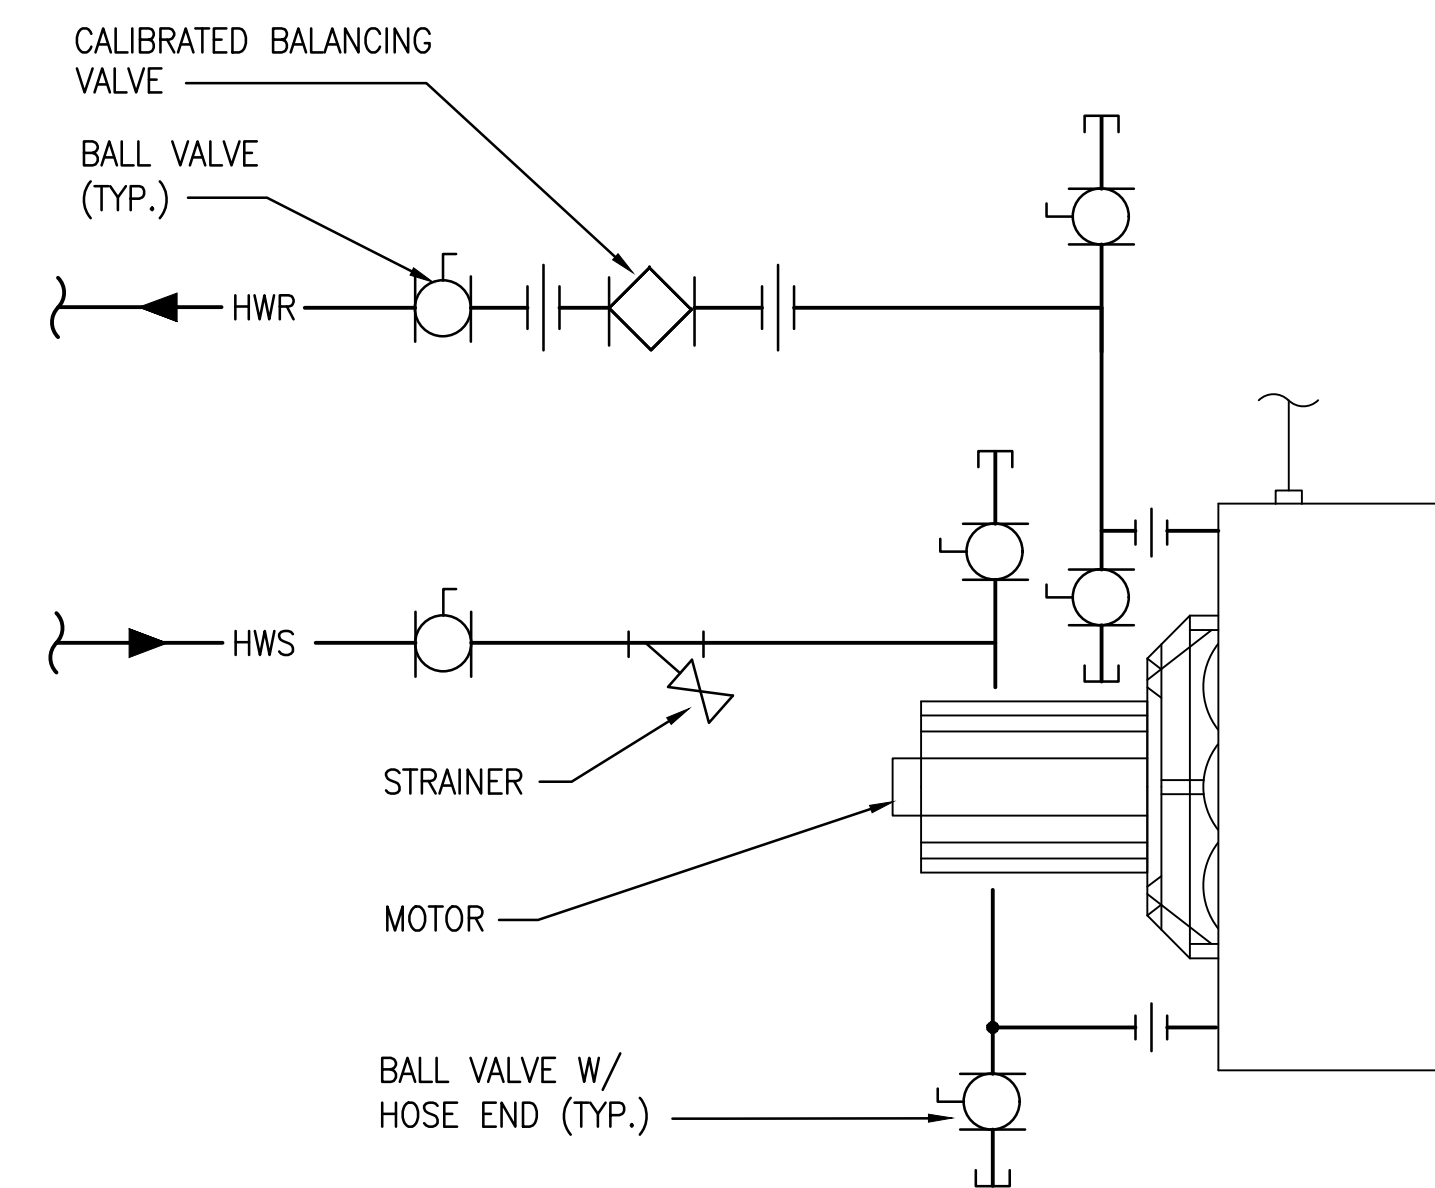 CALIBRATED BALANCING
VALVE
BALL VALVE
(TYP.)
HWR
HWS
STRAINER
MOTOR
BALL VALVE W/
HOSE END (TYP.)